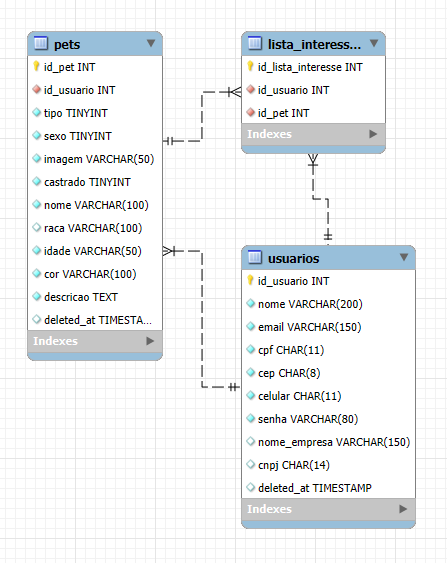 pets
id_pet INT
id_usuario INT
tipo TINYINT
sexo TINYINT
imagem VARCHAR(50)
castrado TINYINT
nome VARCHAR(100)
raca VARCHAR(100)
idade VARCHAR(50)
cor VARCHAR(100)
descricao TEXT
deleted_at TIMESTA...
Indexes
lista_interess...
id_lista_interesse INT
id_usuario INT
id_pet INT
Indexes
usuarios
id_usuario INT
nome VARCHAR(200)
email VARCHAR(150)
cpf CHAR(11)
cep CHAR(8)
celular CHAR(11)
senha VARCHAR(80)
nome_empresa VARCHAR(150)
cnpj CHAR(14)
deleted_at TIMESTAMP
Indexes